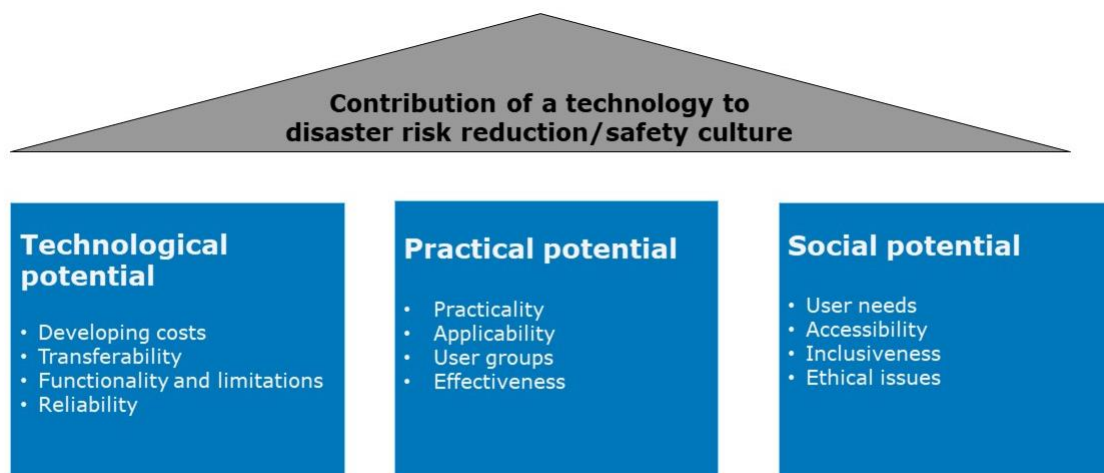 Contribution of a technology to
disaster risk reduction/safety culture
Technological
potential
• Developing costs
• Transferability
• Functionality and limitations
• Reliability
Practical potential
• Practicality
• Applicability
• User groups
• Effectiveness
Social potential
• User needs
• Accessibility
• Inclusiveness
• Ethical issues